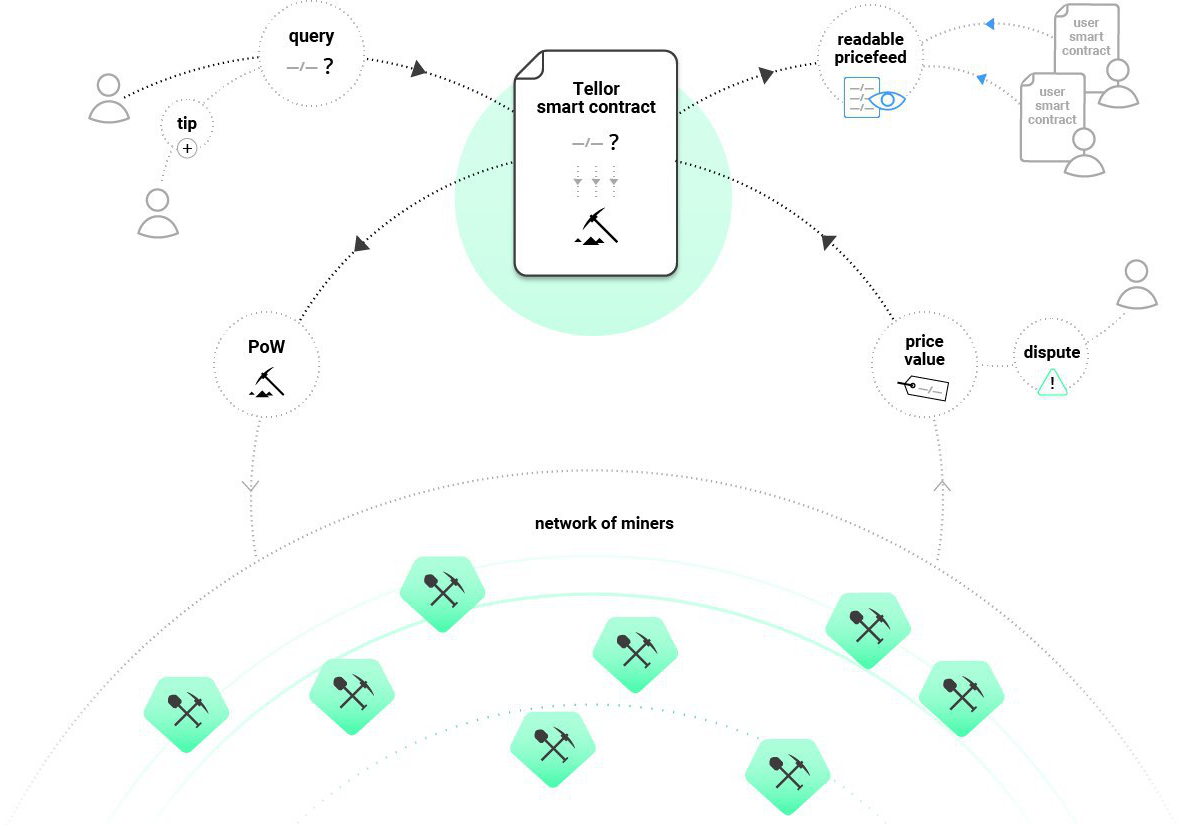 query
—/— ?
tip
+
Tellor
smart contract
—/— ?
readable
pricefeed
—/—
—/—
—/—
user
smart
contract
user
smart
contract
PoW
price
value
—/—
dispute
!
network of miners